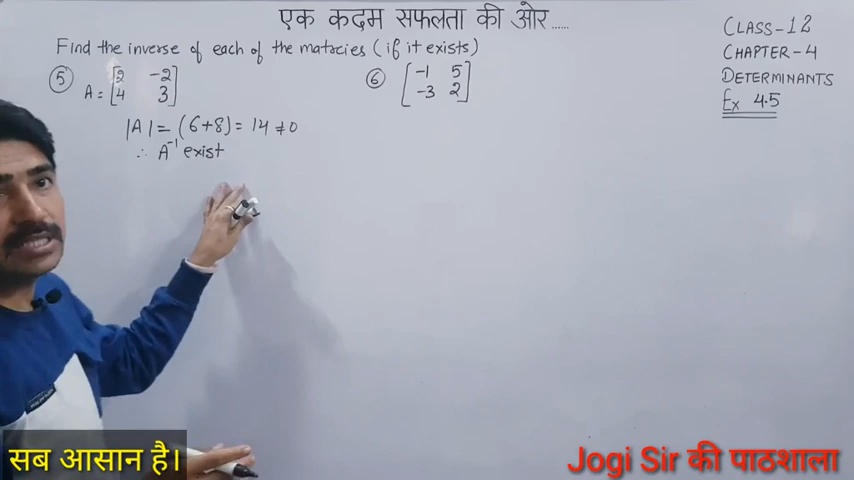 एक कदम सफलता की ओर......
CLASS-12
CHAPTER-4
DETERMINANTS
Ex 4.5
Find the inverse of each of the matracies (if it exists)
⑤ A = [2 -2
4 3]
⑥ [-1 5
-3 2]
|A| = (6+8) = 14 ≠ 0
∴ A⁻¹ exist
सब आसान है।
Jogi Sir की पाठशाला